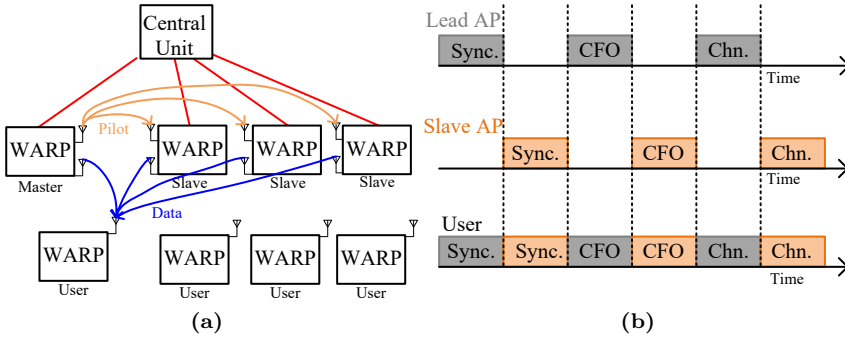 Central
Unit
WARP
WARP
WARP
WARP
Pilot
Master
Slave
Slave
Slave
Data
WARP
WARP
WARP
WARP
User
User
User
User
(a)
Lead AP
Sync.
CFO
Chn.
Time
Slave AP
Sync.
CFO
Chn.
Time
User
Sync.
Sync.
CFO
CFO
Chn.
Chn.
Time
(b)